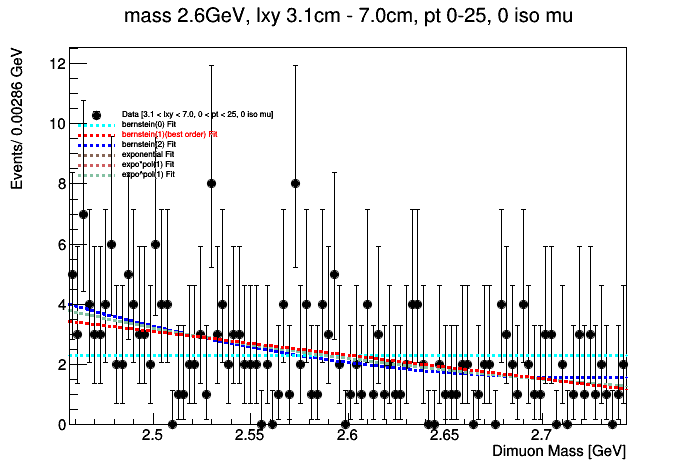 mass 2.6GeV, lxy 3.1cm - 7.0cm, pt 0-25, 0 iso mu
Events/ 0.00286 GeV
12
10
8
6
4
2
0
Data [3.1 < lxy < 7.0, 0 < pt < 25, 0 iso mu]
bernstein(0) Fit
bernstein(1)(best order) Fit
bernstein(2) Fit
exponential Fit
expo*pol(1) Fit
expo^pol(1) Fit
2.5 2.55 2.6 2.65 2.7
Dimuon Mass [GeV]